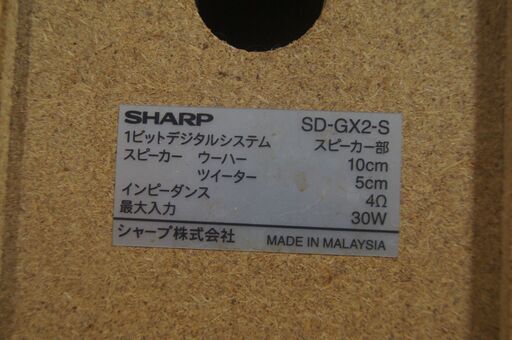 SHARP SD-GX2-S
1ビットデジタルシステム スピーカー部
スピーカー ウーハー 10cm
ツイーター 5cm
インピーダンス 4Ω
最大入力 30W
シャープ株式会社 MADE IN MALAYSIA